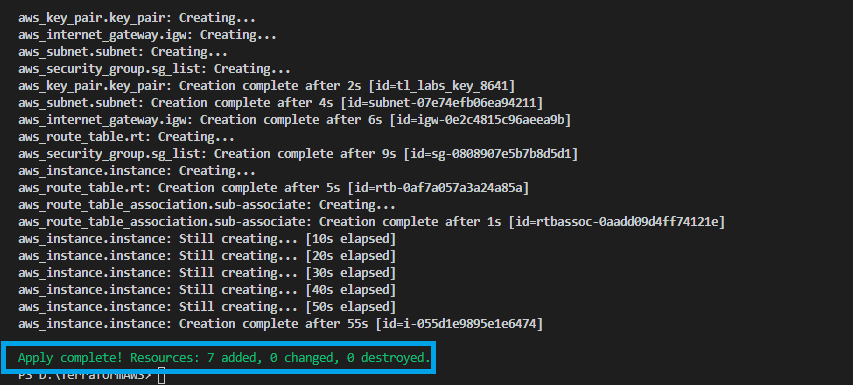 aws_key_pair.key_pair: Creating...
aws_internet_gateway.igw: Creating...
aws_subnet.subnet: Creating...
aws_security_group.sg_list: Creating...
aws_key_pair.key_pair: Creation complete after 2s [id=tl_labs_key_8641]
aws_subnet.subnet: Creation complete after 4s [id=subnet-07e74efb06ea94211]
aws_internet_gateway.igw: Creation complete after 6s [id=igw-0e2c4815c96aeea9b]
aws_route_table.rt: Creating...
aws_security_group.sg_list: Creation complete after 9s [id=sg-0808907e5b7b8d5d1]
aws_instance.instance: Creating...
aws_route_table.rt: Creation complete after 5s [id=rtb-0af7a057a3a24a85a]
aws_route_table_association.sub-associate: Creating...
aws_route_table_association.sub-associate: Creation complete after 1s [id=rtbassoc-0aadd09d4ff74121e]
aws_instance.instance: Still creating... [10s elapsed]
aws_instance.instance: Still creating... [20s elapsed]
aws_instance.instance: Still creating... [30s elapsed]
aws_instance.instance: Still creating... [40s elapsed]
aws_instance.instance: Still creating... [50s elapsed]
aws_instance.instance: Creation complete after 55s [id=i-055d1e9895e1e6474]
Apply complete! Resources: 7 added, 0 changed, 0 destroyed.
PS D:\TerraformAWS>